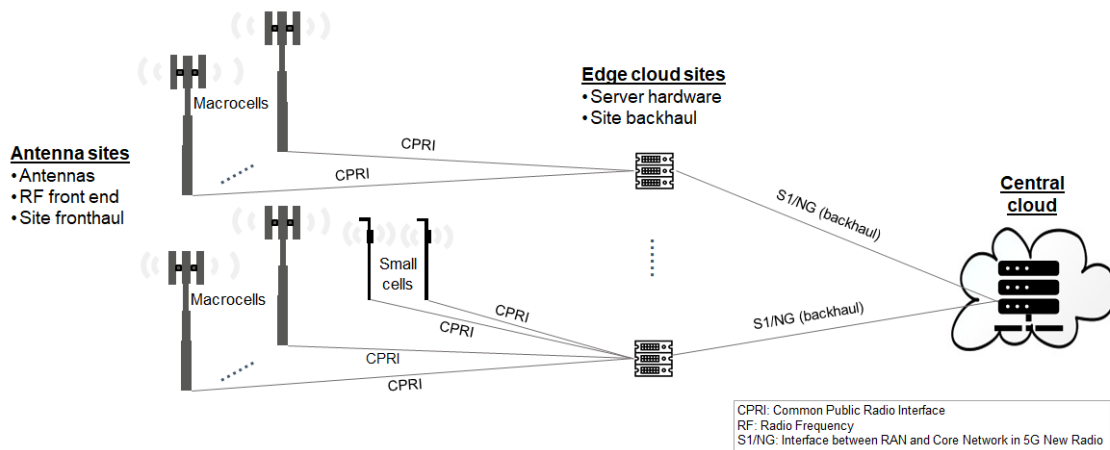 Antenna sites
• Antennas
• RF front end
• Site fronthaul
Macrocells
CPRI
CPRI
Edge cloud sites
• Server hardware
• Site backhaul
S1/NG (backhaul)
Central
cloud
Macrocells
Small
cells
CPRI
CPRI
CPRI
CPRI
S1/NG (backhaul)
CPRI: Common Public Radio Interface
RF: Radio Frequency
S1/NG: Interface between RAN and Core Network in 5G New Radio